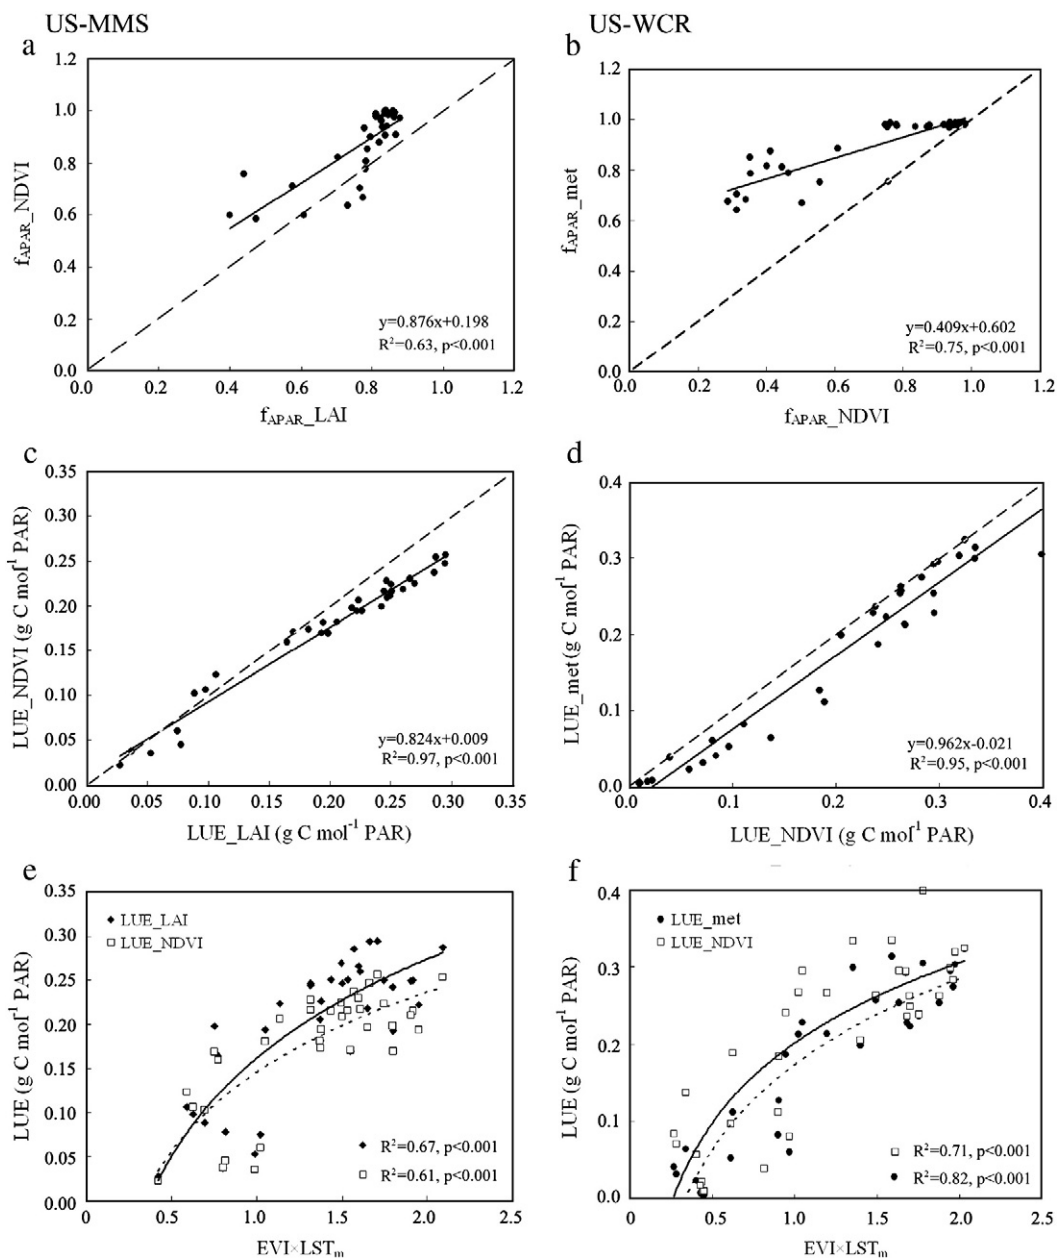 US-MMS
US-WCR
a
1.2
1.0
0.8
0.6
0.4
0.2
0.0
fAPAR_NDVI
y=0.876x+0.198
R²=0.63, p<0.001
0.0 0.2 0.4 0.6 0.8 1.0 1.2
fAPAR_LAI
b
1.2
1.0
0.8
0.6
0.4
0.2
0.0
fAPAR_met
y=0.409x+0.602
R²=0.75, p<0.001
0.0 0.2 0.4 0.6 0.8 1.0 1.2
fAPAR_NDVI
c
0.35
0.30
0.25
0.20
0.15
0.10
0.05
0.00
LUE_NDVI (g C mol⁻¹ PAR)
y=0.824x+0.009
R²=0.97, p<0.001
0.00 0.05 0.10 0.15 0.20 0.25 0.30 0.35
LUE_LAI (g C mol⁻¹ PAR)
d
0.4
0.3
0.2
0.1
0.0
LUE_met (g C mol⁻¹ PAR)
y=0.962x-0.021
R²=0.95, p<0.001
0.0 0.1 0.2 0.3 0.4
LUE_NDVI (g C mol⁻¹ PAR)
e
0.35
0.30
0.25
0.20
0.15
0.10
0.05
0.00
LUE (g C mol⁻¹ PAR)
LUE_LAI
LUE_NDVI
R²=0.67, p<0.001
R²=0.61, p<0.001
0 0.5 1.0 1.5 2.0 2.5
EVI×LSTm
f
0.4
0.3
0.2
0.1
0.0
LUE (g C mol⁻¹ PAR)
LUE_met
LUE_NDVI
R²=0.71, p<0.001
R²=0.82, p<0.001
0 0.5 1.0 1.5 2.0 2.5
EVI×LSTm